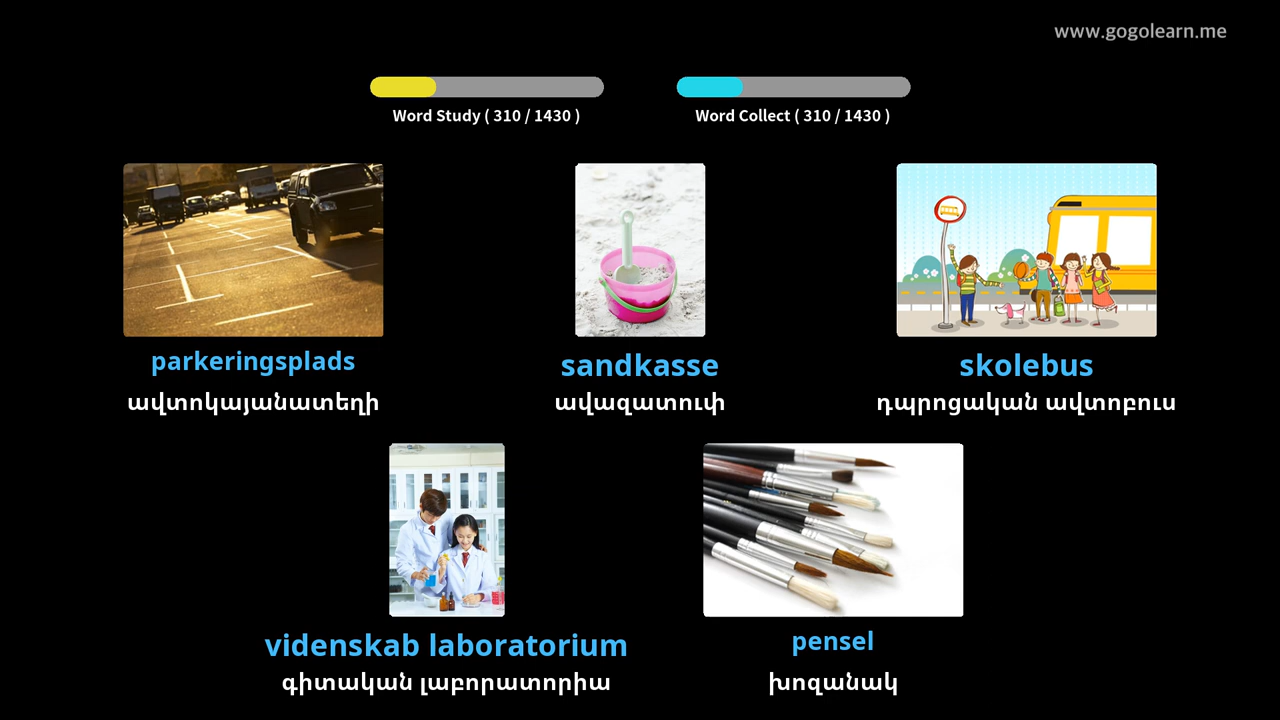 www.gogolearn.me
Word Study ( 310 / 1430 )
Word Collect ( 310 / 1430 )
parkeringsplads
ավտոկայանատեղի
sandkasse
ավազատուփ
skolebus
դպրոցական ավտոբուս
videnskab laboratorium
գիտական լաբորատորիա
pensel
խոզանակ